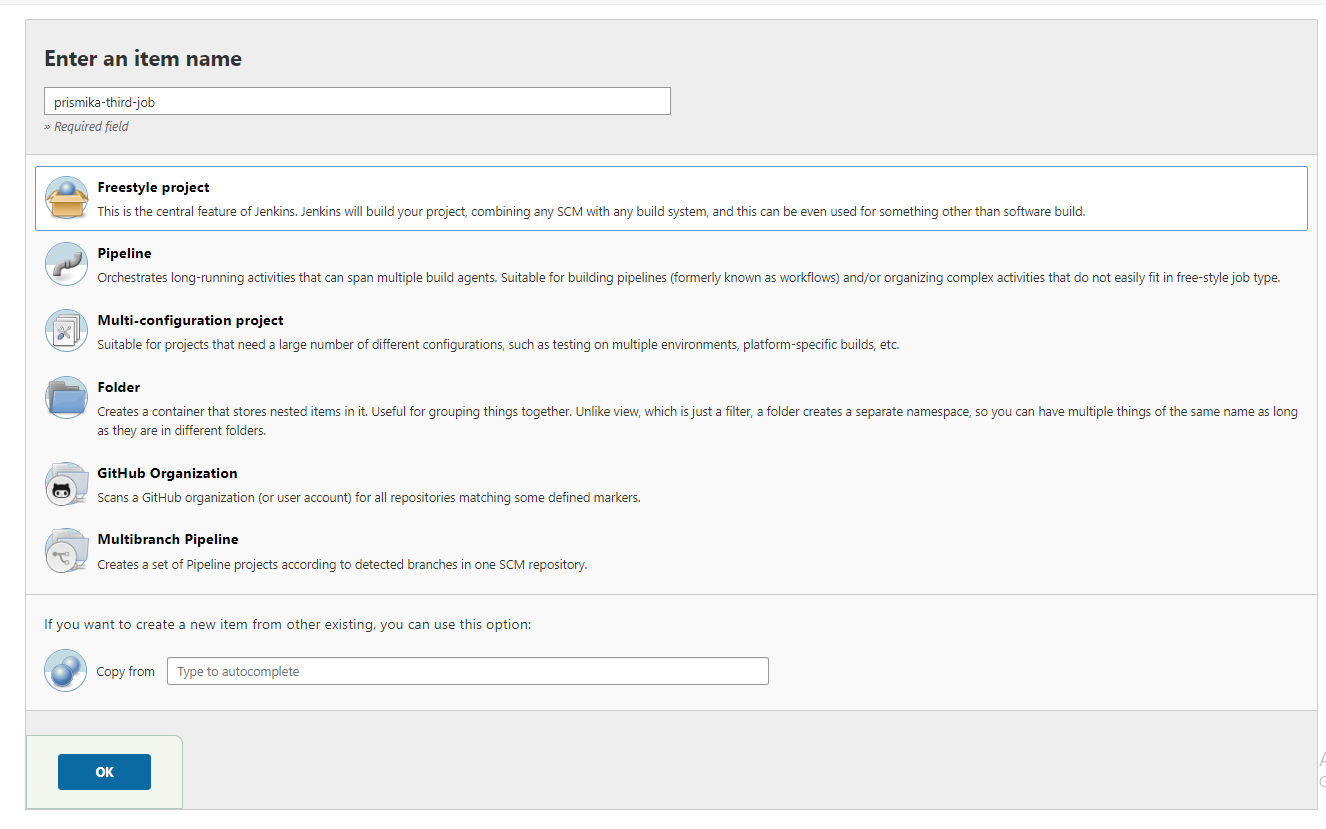 Enter an item name
prismika-third-job
» Required field
Freestyle project
This is the central feature of Jenkins. Jenkins will build your project, combining any SCM with any build system, and this can be even used for something other than software build.
Pipeline
Orchestrates long-running activities that can span multiple build agents. Suitable for building pipelines (formerly known as workflows) and/or organizing complex activities that do not easily fit in free-style job type.
Multi-configuration project
Suitable for projects that need a large number of different configurations, such as testing on multiple environments, platform-specific builds, etc.
Folder
Creates a container that stores nested items in it. Useful for grouping things together. Unlike view, which is just a filter, a folder creates a separate namespace, so you can have multiple things of the same name as long
as they are in different folders.
GitHub Organization
Scans a GitHub organization (or user account) for all repositories matching some defined markers.
Multibranch Pipeline
Creates a set of Pipeline projects according to detected branches in one SCM repository.
If you want to create a new item from other existing, you can use this option:
Copy from
Type to autocomplete
OK